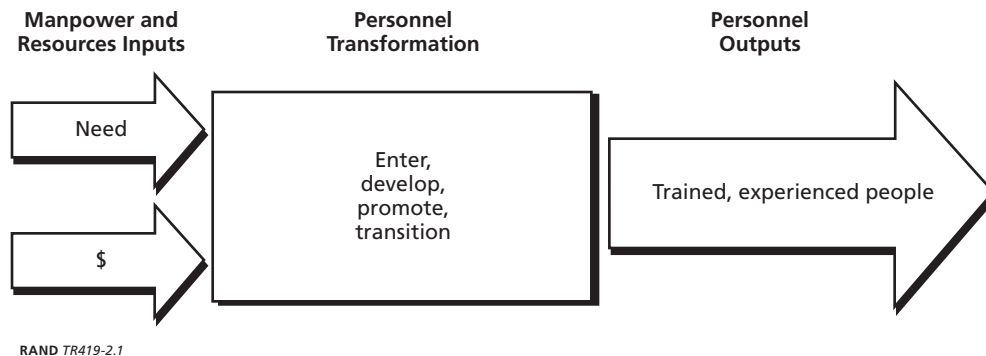 Manpower and
Resources Inputs
Personnel
Transformation
Personnel
Outputs
Need
$
Enter,
develop,
promote,
transition
Trained, experienced people
RAND TR419-2.1